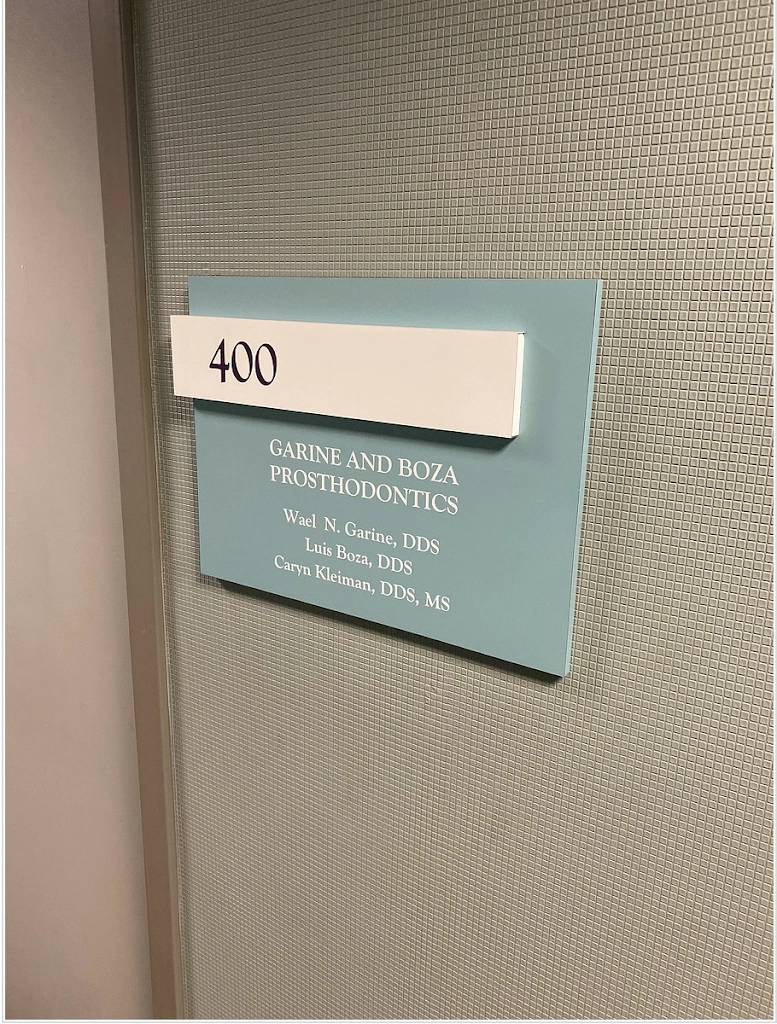 400
GARINE AND BOZA
PROSTHODONTICS
Wael N. Garine, DDS
Luis Boza, DDS
Caryn Kleiman, DDS, MS